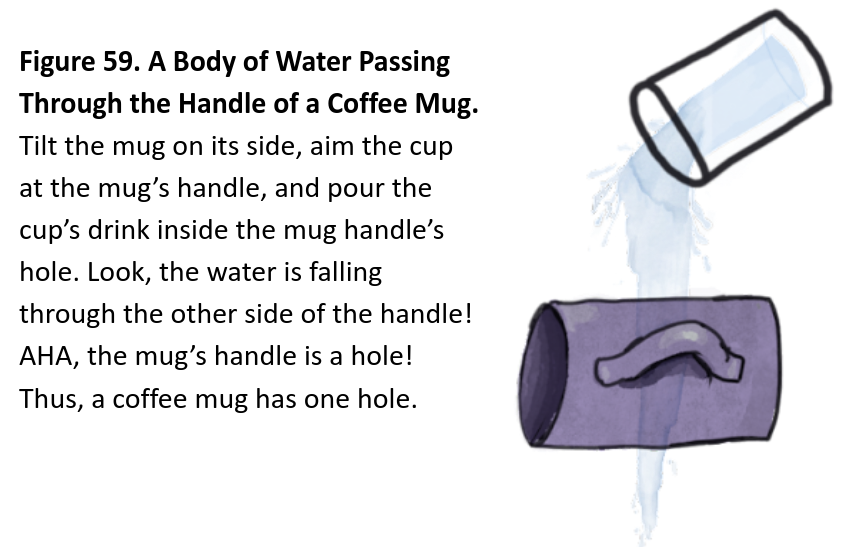 Figure 59. A Body of Water Passing
Through the Handle of a Coffee Mug.
Tilt the mug on its side, aim the cup
at the mug’s handle, and pour the
cup’s drink inside the mug handle’s
hole. Look, the water is falling
through the other side of the handle!
AHA, the mug’s handle is a hole!
Thus, a coffee mug has one hole.